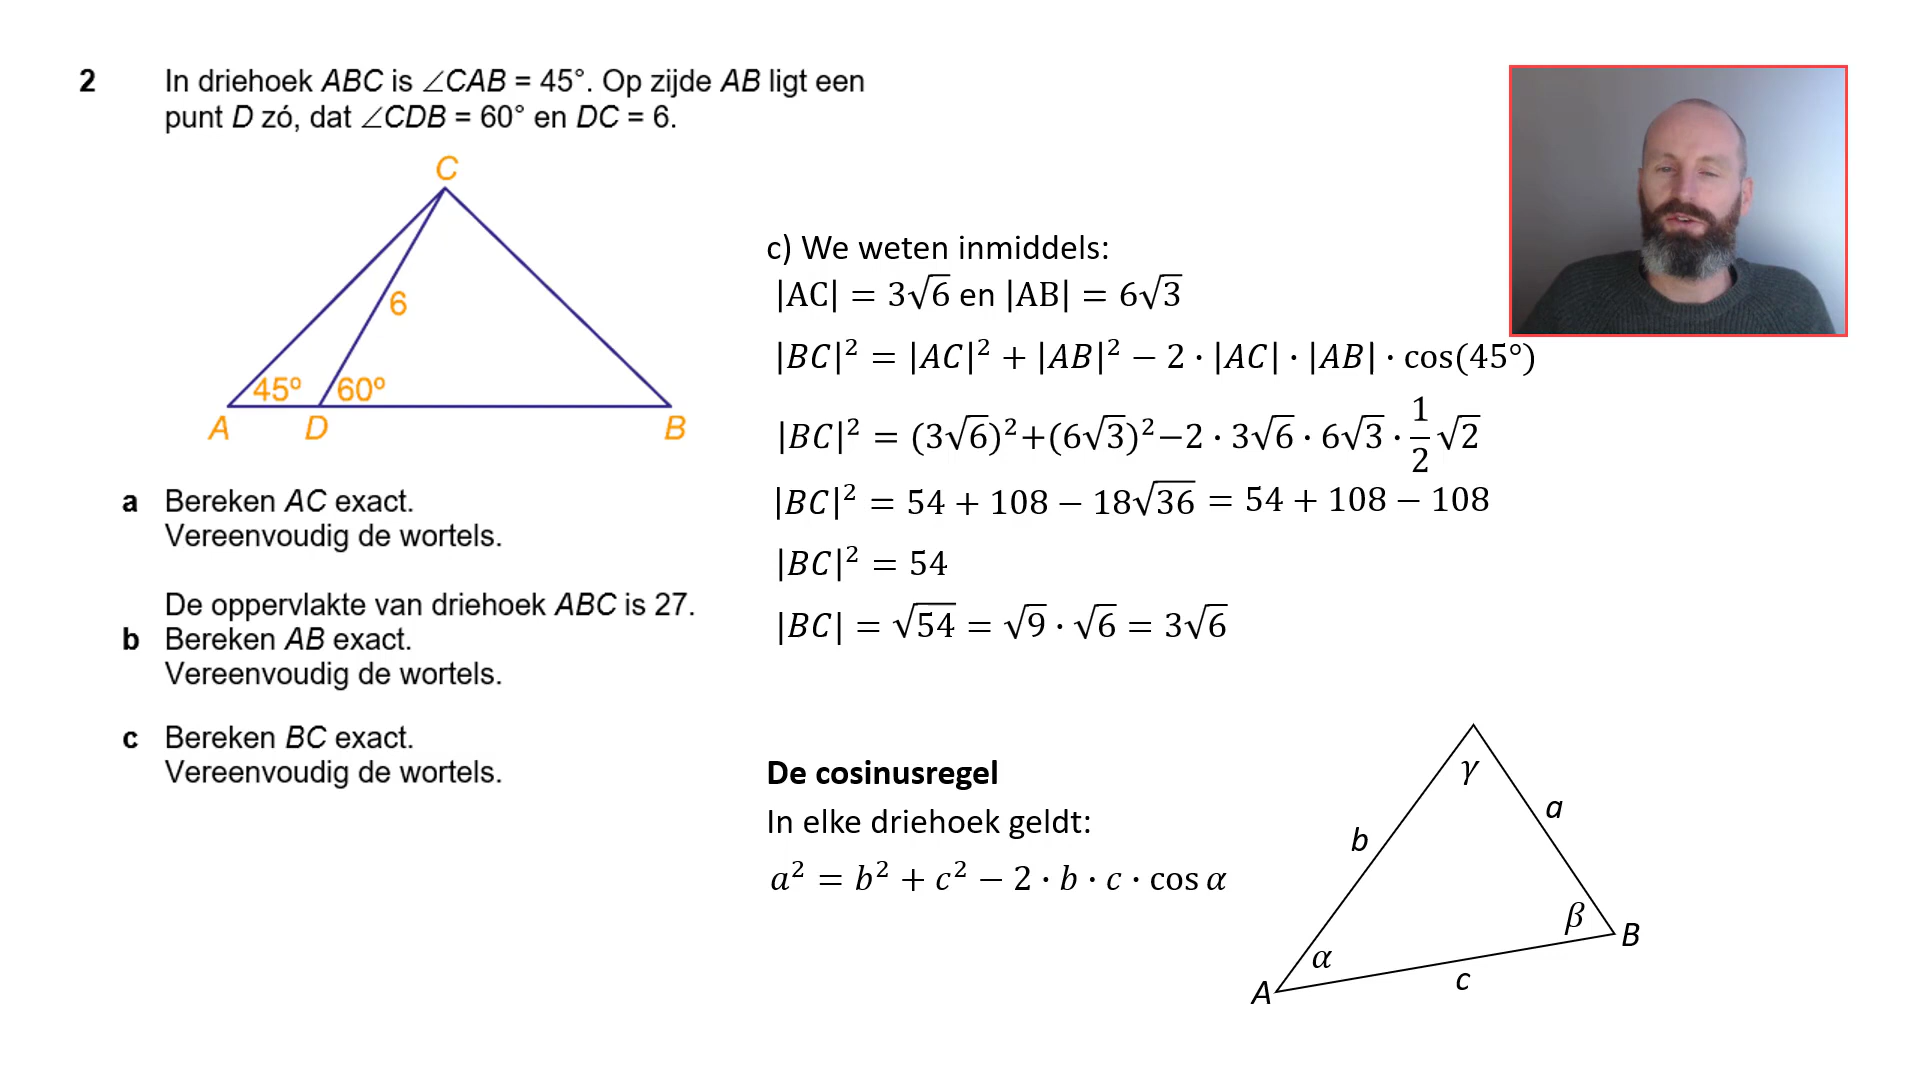 2 In driehoek ABC is ∠CAB = 45°. Op zijde AB ligt een
punt D zó, dat ∠CDB = 60° en DC = 6.
C
6
45º 60º
A D B
a Bereken AC exact.
Vereenvoudig de wortels.
De oppervlakte van driehoek ABC is 27.
b Bereken AB exact.
Vereenvoudig de wortels.
c Bereken BC exact.
Vereenvoudig de wortels.
c) We weten inmiddels:
|AC| = 3√6 en |AB| = 6√3
|BC|² = |AC|² + |AB|² − 2 · |AC| · |AB| · cos(45°)
|BC|² = (3√6)²+(6√3)²−2 · 3√6 · 6√3 · 1/2 √2
|BC|² = 54 + 108 − 18√36 = 54 + 108 − 108
|BC|² = 54
|BC| = √54 = √9 · √6 = 3√6
De cosinusregel
In elke driehoek geldt:
a² = b² + c² − 2 · b · c · cos α
γ
b a
β
B
α
A c